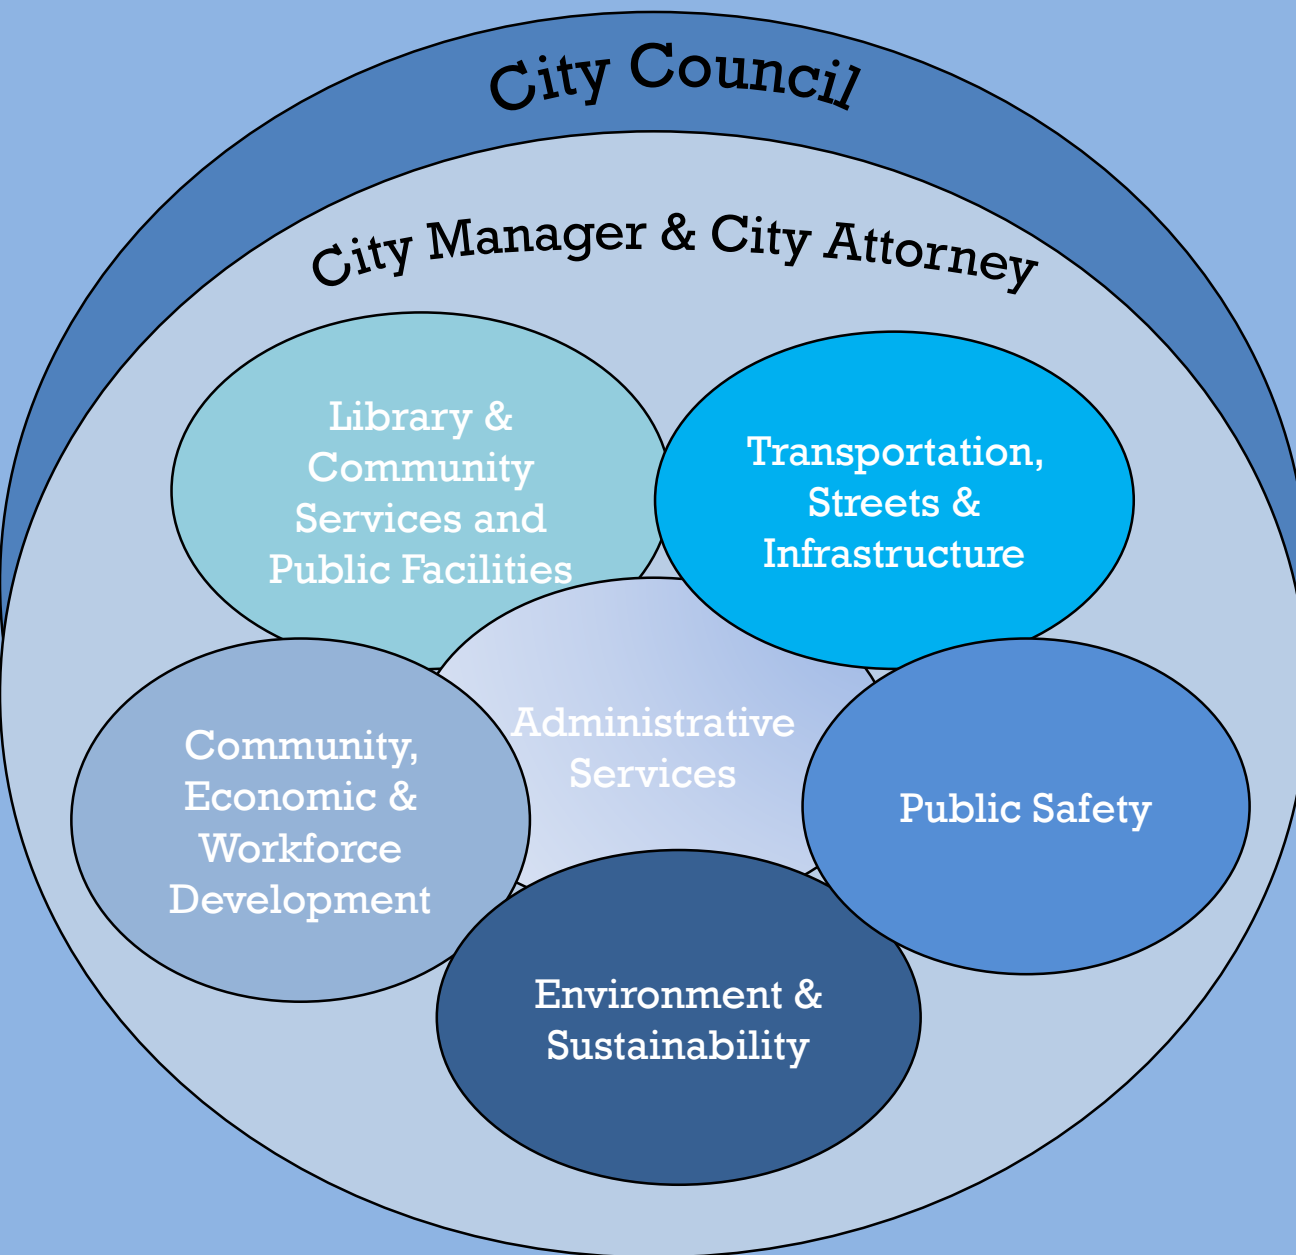 City Council
City Manager & City Attorney
Library &
Community
Services and
Public Facilities
Transportation,
Streets &
Infrastructure
Administrative
Services
Community,
Economic &
Workforce
Development
Public Safety
Environment &
Sustainability